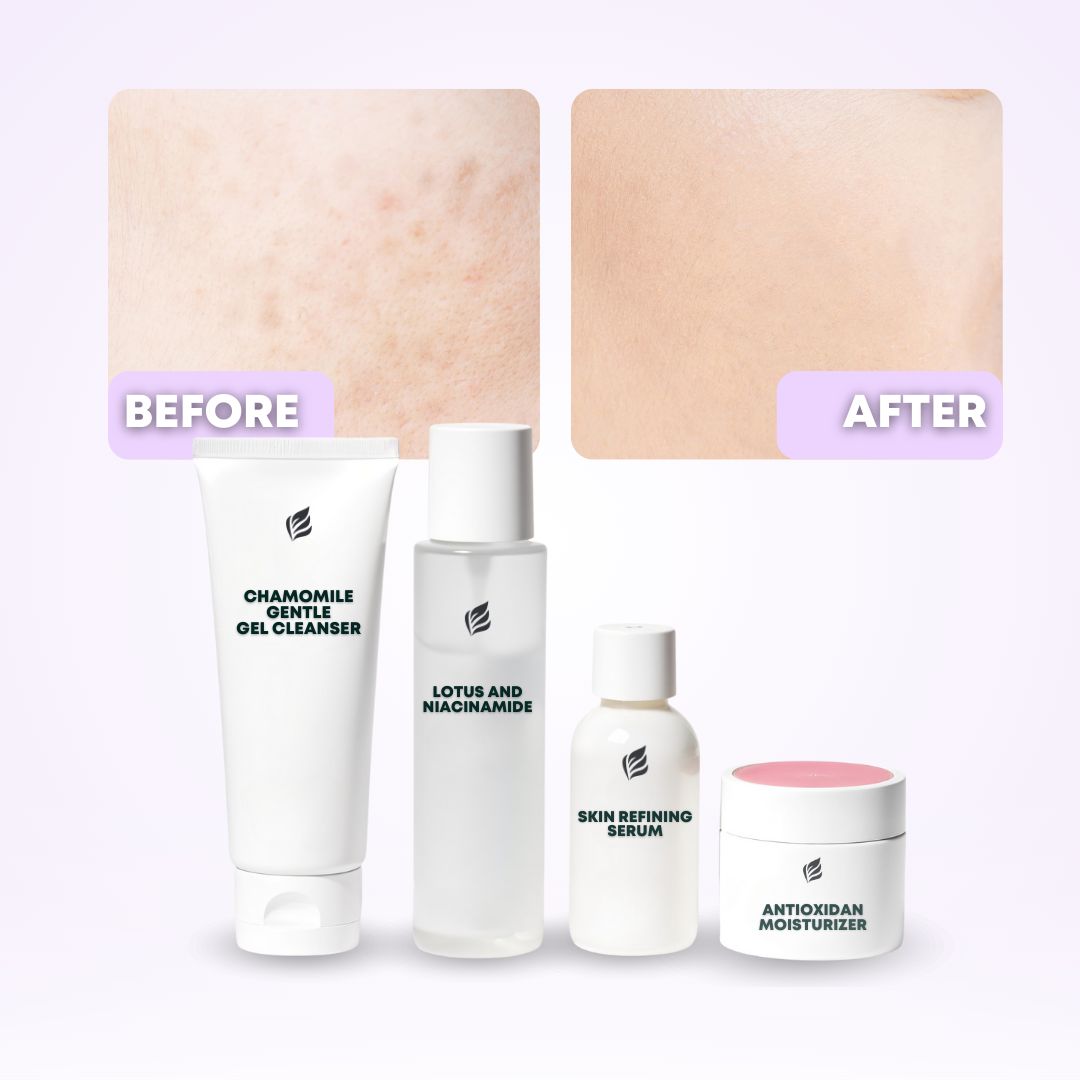 BEFORE
AFTER
CHAMOMILE
GENTLE
GEL CLEANSER
LOTUS AND
NIACINAMIDE
SKIN REFINING
SERUM
ANTIOXIDAN
MOISTURIZER